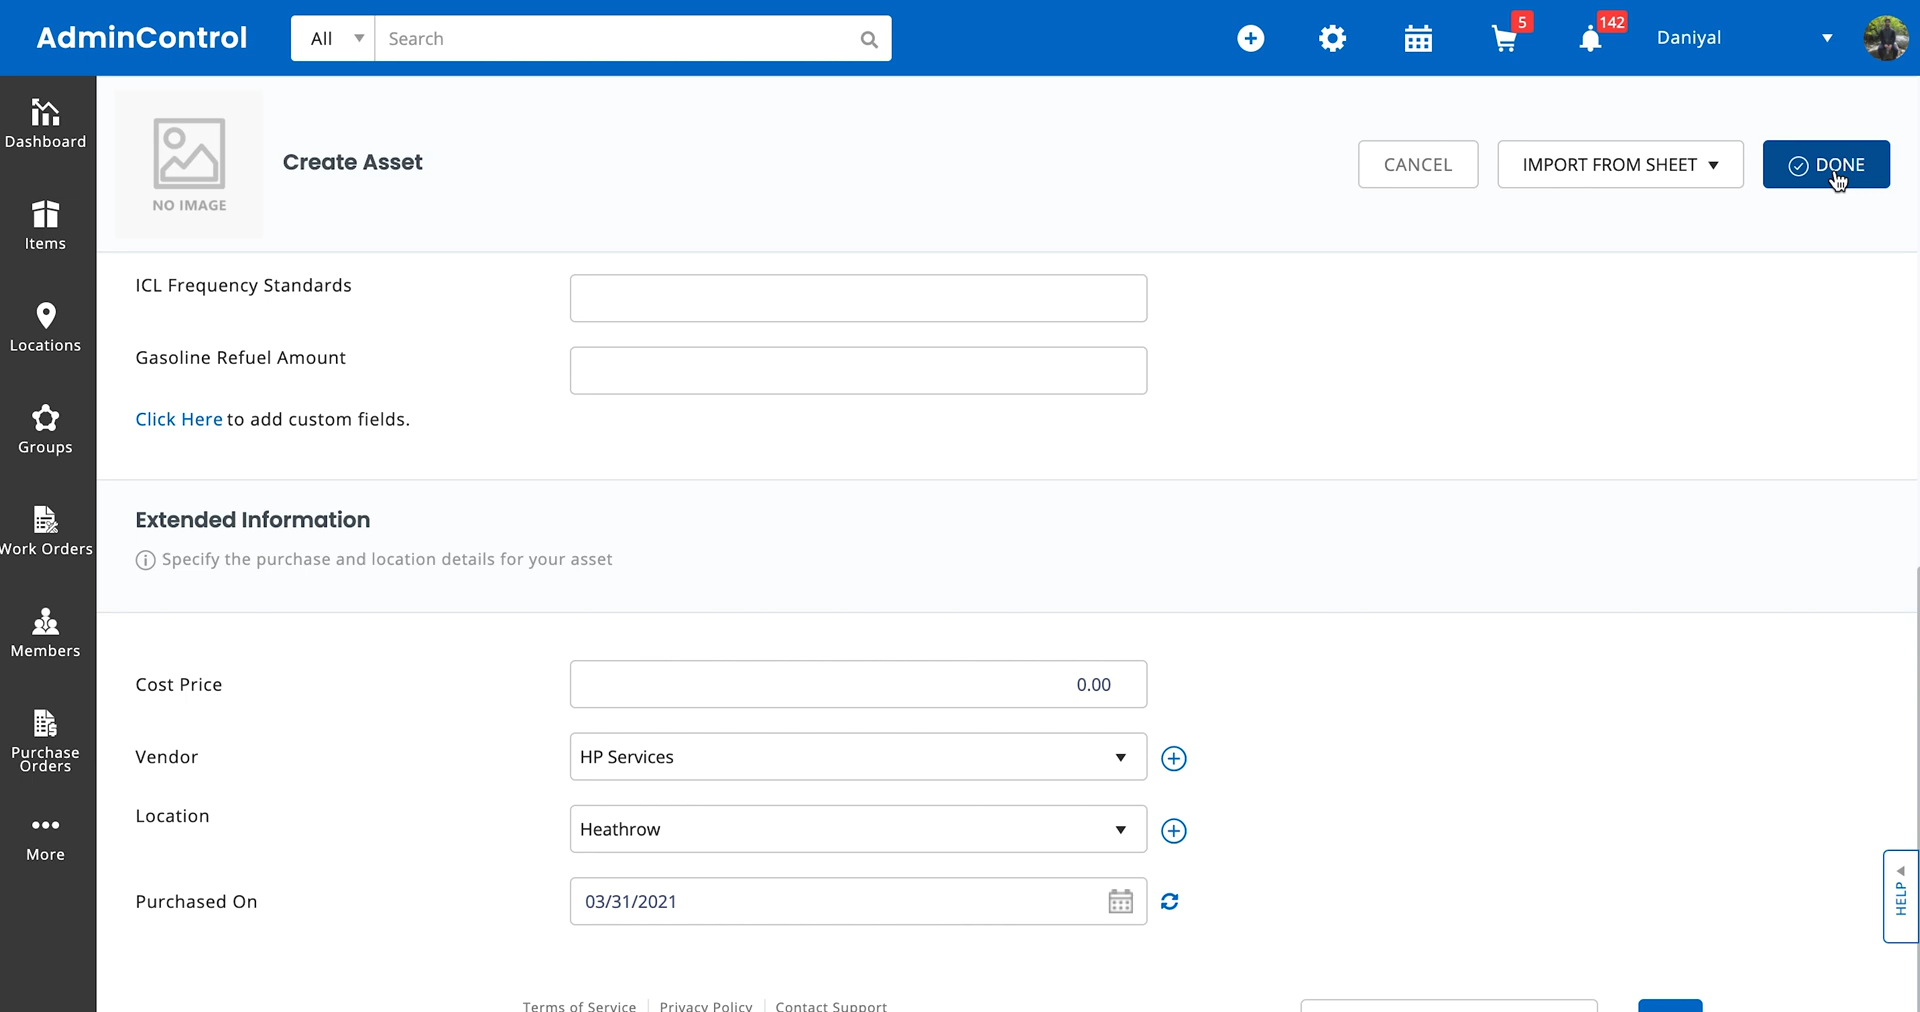 AdminControl
All
Search
5
142
Daniyal
Dashboard
Items
Locations
Groups
Work Orders
Members
Purchase
Orders
More
NO IMAGE
Create Asset
CANCEL
IMPORT FROM SHEET
DONE
ICL Frequency Standards
Gasoline Refuel Amount
Click Here to add custom fields.
Extended Information
Specify the purchase and location details for your asset
Cost Price
0.00
Vendor
HP Services
Location
Heathrow
Purchased On
03/31/2021
HELP
Terms of Service
Privacy Policy
Contact Support